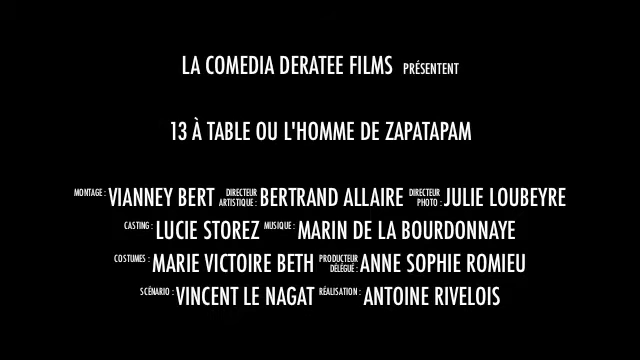 LA COMEDIA DERATEE FILMS PRÉSENTENT
13 À TABLE OU L'HOMME DE ZAPATAPAM
MONTAGE : VIANNEY BERT DIRECTEUR ARTISTIQUE : BERTRAND ALLAIRE DIRECTEUR PHOTO : JULIE LOUBEYRE
CASTING : LUCIE STOREZ MUSIQUE : MARIN DE LA BOURDONNAYE
COSTUMES : MARIE VICTOIRE BETH PRODUCTEUR DÉLÉGUÉ : ANNE SOPHIE ROMIEU
SCÉNARIO : VINCENT LE NAGAT RÉALISATION : ANTOINE RIVELOIS